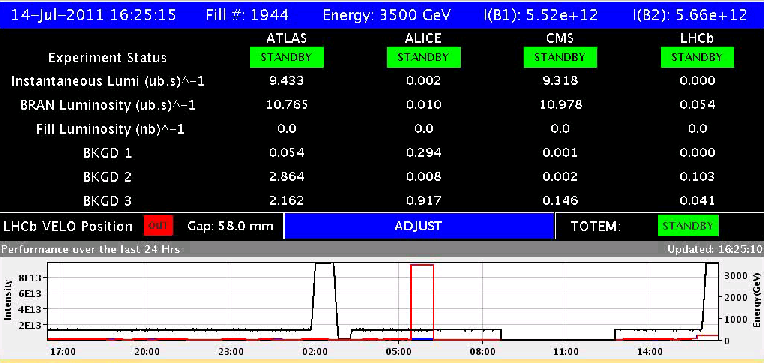 14-Jul-2011 16:25:15 Fill #: 1944 Energy: 3500 GeV I(B1): 5.52e+12 I(B2): 5.66e+12
ATLAS ALICE CMS LHCb
Experiment Status STANDBY STANDBY STANDBY STANDBY
Instantaneous Lumi (ub.s)^-1 9.433 0.002 9.318 0.000
BRAN Luminosity (ub.s)^-1 10.765 0.010 10.978 0.054
Fill Luminosity (nb)^-1 0.0 0.0 0.0 0.0
BKGD 1 0.054 0.294 0.001 0.000
BKGD 2 2.864 0.008 0.002 0.103
BKGD 3 2.162 0.917 0.146 0.041
LHCb VELO Position OUT Gap: 58.0 mm ADJUST TOTEM: STANDBY
Performance over the last 24 Hrs Updated: 16:25:10
Intensity
8E13
6E13
4E13
2E13
3000
2000
1000
0
Energy(GeV)
17:00 20:00 23:00 02:00 05:00 08:00 11:00 14:00